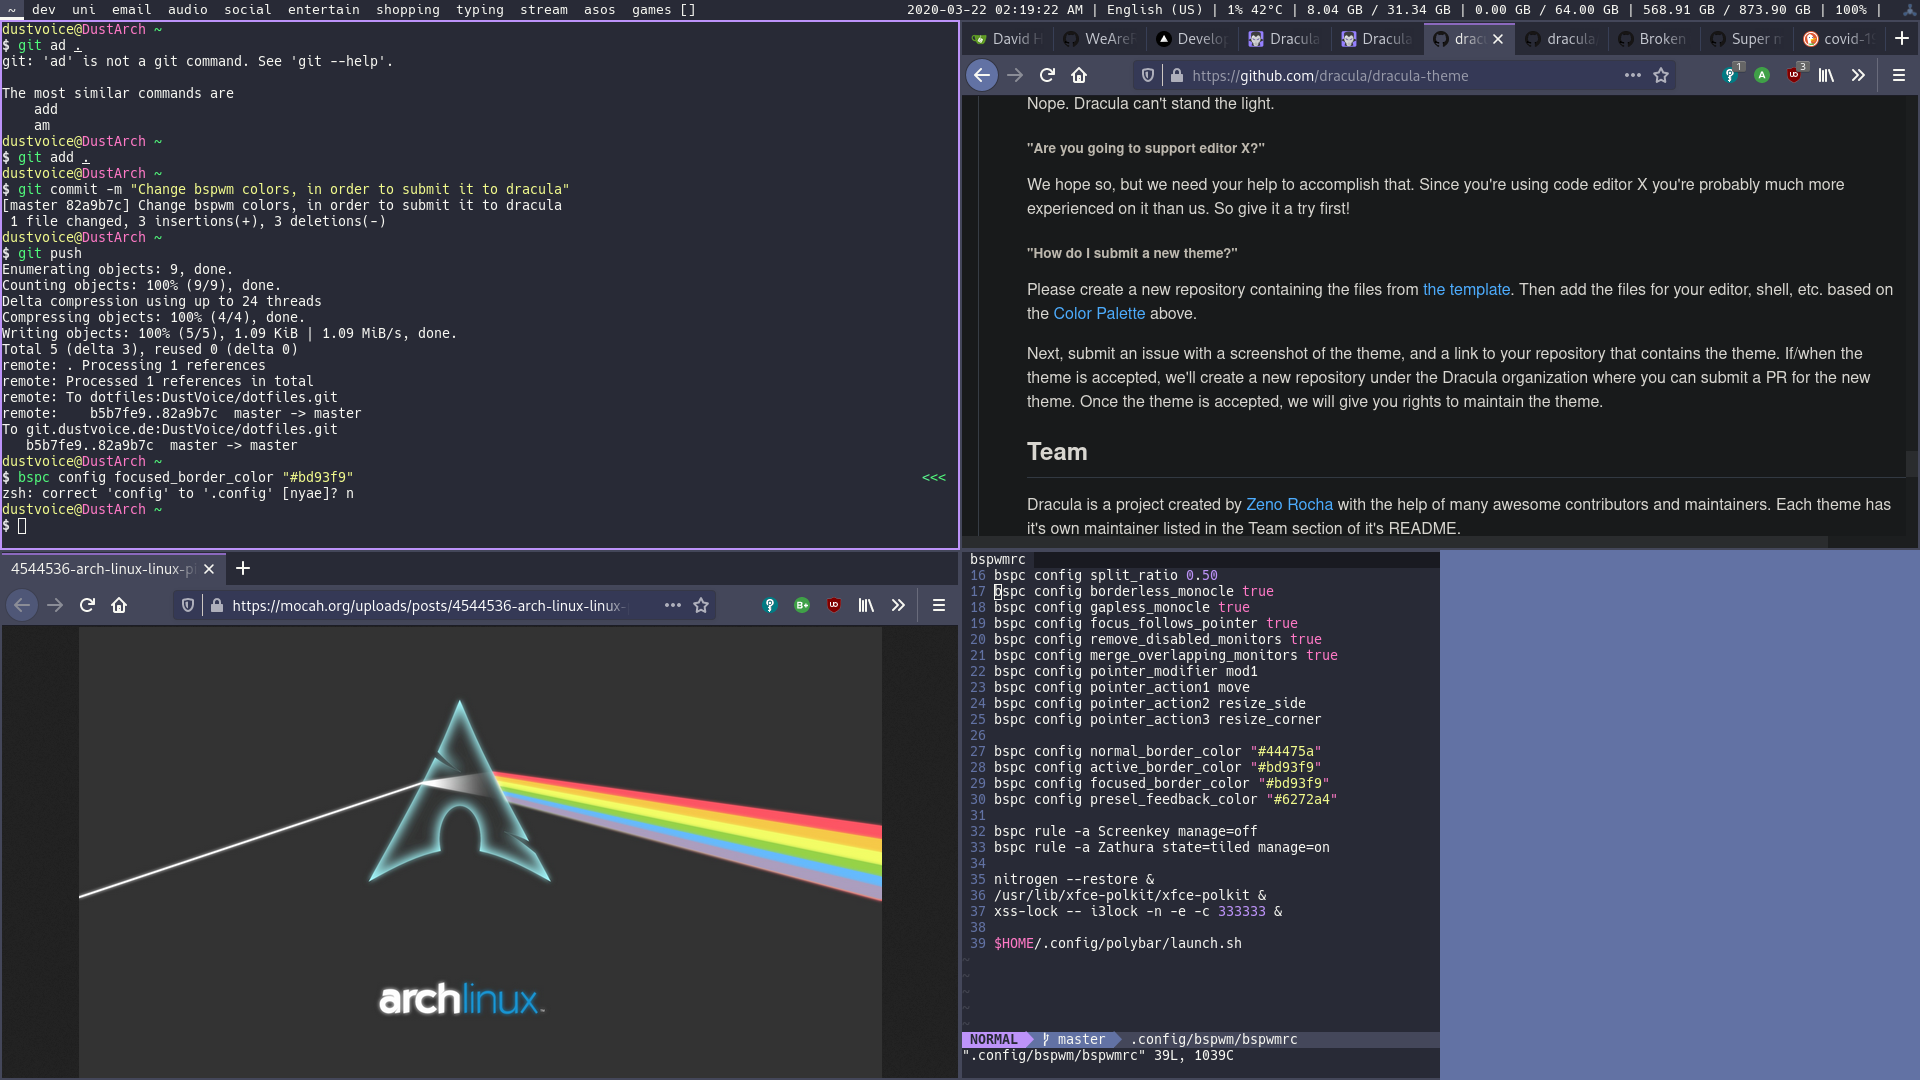 ~ dev uni email audio social entertain shopping typing stream asos games []
2020-03-22 02:19:22 AM | English (US) | 1% 42°C | 8.04 GB / 31.34 GB | 0.00 GB / 64.00 GB | 568.91 GB / 873.90 GB | 100% |
dustvoice@DustArch ~
$ git ad .
git: 'ad' is not a git command. See 'git --help'.
The most similar commands are
add
am
dustvoice@DustArch ~
$ git add .
dustvoice@DustArch ~
$ git commit -m "Change bspwm colors, in order to submit it to dracula"
[master 82a9b7c] Change bspwm colors, in order to submit it to dracula
1 file changed, 3 insertions(+), 3 deletions(-)
dustvoice@DustArch ~
$ git push
Enumerating objects: 9, done.
Counting objects: 100% (9/9), done.
Delta compression using up to 24 threads
Compressing objects: 100% (4/4), done.
Writing objects: 100% (5/5), 1.09 KiB | 1.09 MiB/s, done.
Total 5 (delta 3), reused 0 (delta 0)
remote: . Processing 1 references
remote: Processed 1 references in total
remote: To dotfiles:DustVoice/dotfiles.git
remote:    b5b7fe9..82a9b7c  master -> master
To git.dustvoice.de:DustVoice/dotfiles.git
b5b7fe9..82a9b7c  master -> master
dustvoice@DustArch ~
$ bspc config focused_border_color "#bd93f9" <<<
zsh: correct 'config' to '.config' [nyae]? n
dustvoice@DustArch ~
$
David H WeAreF Develo Dracula Dracula drac dracula Broken Super m covid-1
https://github.com/dracula/dracula-theme
1 A 3
Nope. Dracula can't stand the light.
"Are you going to support editor X?"
We hope so, but we need your help to accomplish that. Since you're using code editor X you're probably much more
experienced on it than us. So give it a try first!
"How do I submit a new theme?"
Please create a new repository containing the files from the template. Then add the files for your editor, shell, etc. based on
the Color Palette above.
Next, submit an issue with a screenshot of the theme, and a link to your repository that contains the theme. If/when the
theme is accepted, we'll create a new repository under the Dracula organization where you can submit a PR for the new
theme. Once the theme is accepted, we will give you rights to maintain the theme.
Team
Dracula is a project created by Zeno Rocha with the help of many awesome contributors and maintainers. Each theme has
it's own maintainer listed in the Team section of it's README.
4544536-arch-linux-linux-p
https://mocah.org/uploads/posts/4544536-arch-linux-linux-
B+
archlinux
bspwmrc
16 bspc config split_ratio 0.50
17 bspc config borderless_monocle true
18 bspc config gapless_monocle true
19 bspc config focus_follows_pointer true
20 bspc config remove_disabled_monitors true
21 bspc config merge_overlapping_monitors true
22 bspc config pointer_modifier mod1
23 bspc config pointer_action1 move
24 bspc config pointer_action2 resize_side
25 bspc config pointer_action3 resize_corner
26
27 bspc config normal_border_color "#44475a"
28 bspc config active_border_color "#bd93f9"
29 bspc config focused_border_color "#bd93f9"
30 bspc config presel_feedback_color "#6272a4"
31
32 bspc rule -a Screenkey manage=off
33 bspc rule -a Zathura state=tiled manage=on
34
35 nitrogen --restore &
36 /usr/lib/xfce-polkit/xfce-polkit &
37 xss-lock -- i3lock -n -e -c 333333 &
38
39 $HOME/.config/polybar/launch.sh
~
~
~
~
~
NORMAL master .config/bspwm/bspwmrc
".config/bspwm/bspwmrc" 39L, 1039C